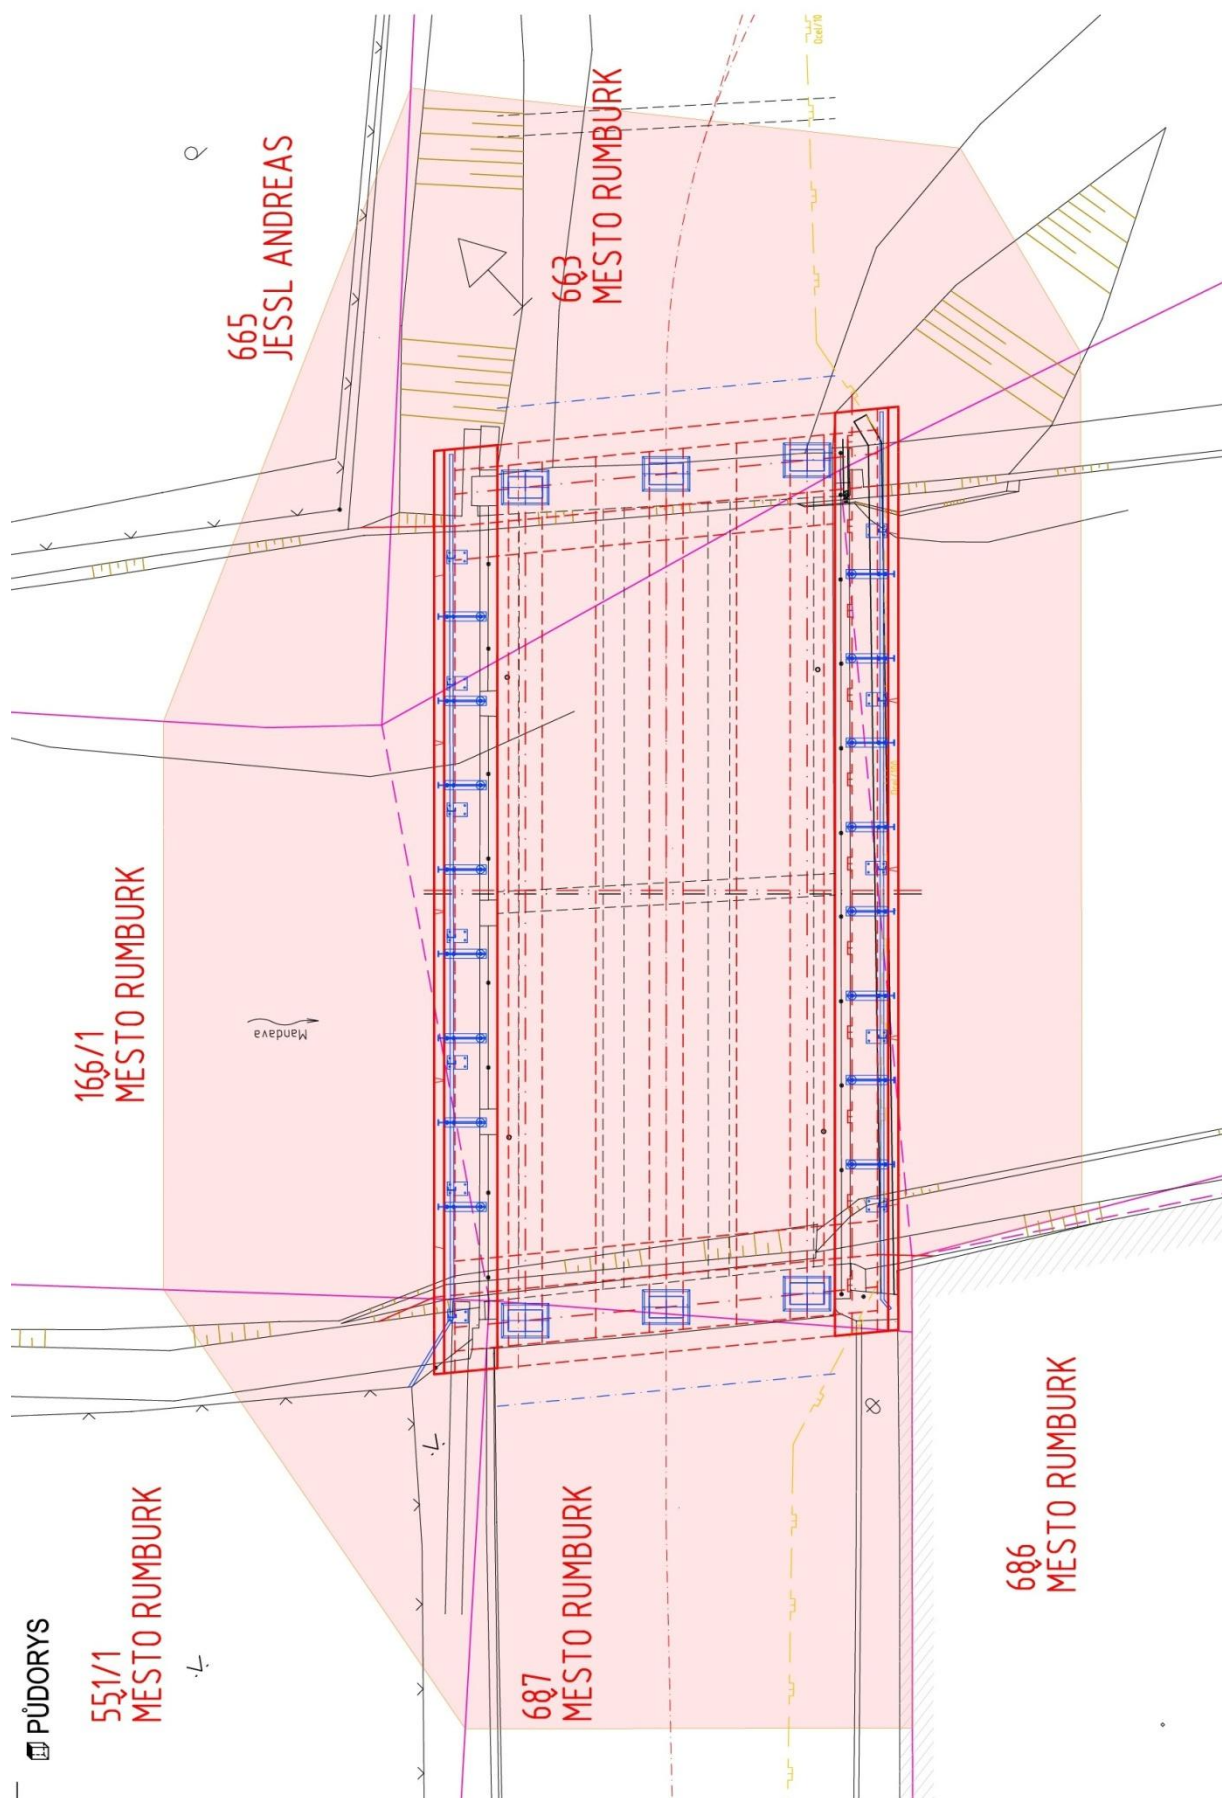 PŮDORYS
665
JESSL ANDREAS
663
MESTO RUMBURK
166/1
MESTO RUMBURK
Mandava
551/1
MESTO RUMBURK
687
MESTO RUMBURK
686
MESTO RUMBURK